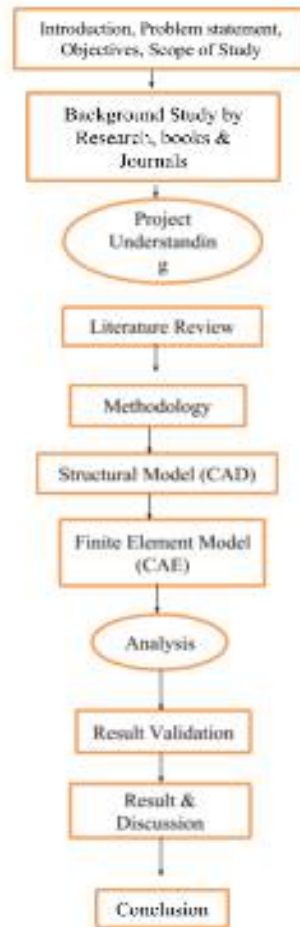 Introduction, Problem statement,
Objectives, Scope of Study
Background Study by
Research, books &
Journals
Project
Understandin
g
Literature Review
Methodology
Structural Model (CAD)
Finite Element Model
(CAE)
Analysis
Result Validation
Result &
Discussion
Conclusion